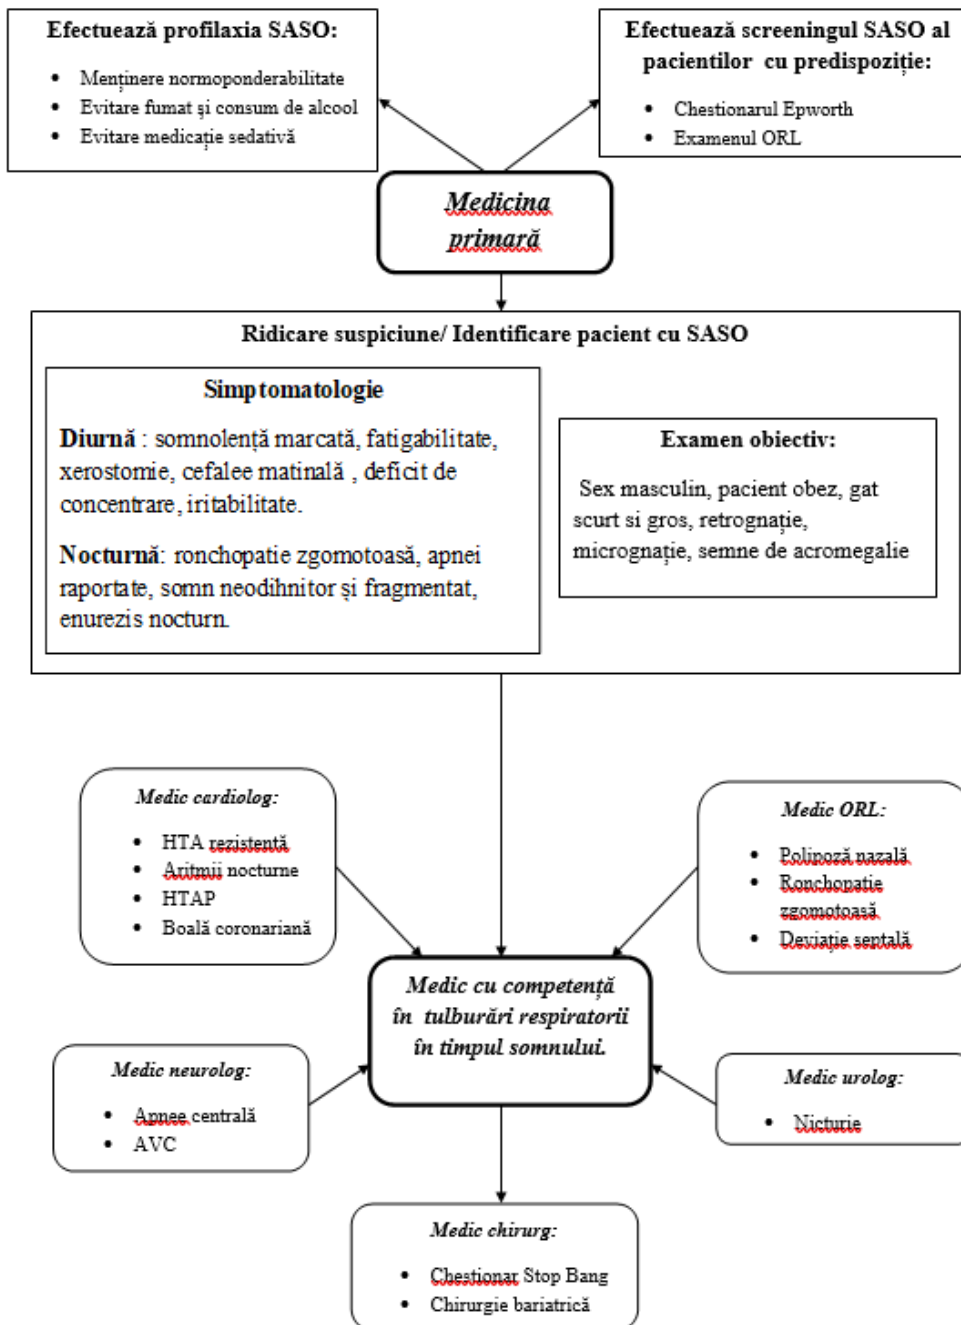 Efectuează profilaxia SASO:
• Menținere normoponderabilitate
• Evitare fumat şi consum de alcool
• Evitare medicație sedativă
Efectuează screeningul SASO al
pacientilor cu predispoziție:
• Chestionarul Epworth
• Examenul ORL
Medicina
primară
Ridicare suspiciune/ Identificare pacient cu SASO
Simptomatologie
Diurnă : somnolență marcată, fatigabilitate,
xerostomie, cefalee matinală , deficit de
concentrare, iritabilitate.
Nocturnă: ronchopatie zgomotoasă, apnei
raportate, somn neodihnitor și fragmentat,
enurezis nocturn.
Examen obiectiv:
Sex masculin, pacient obez, gat
scurt si gros, retrognație,
micrognație, semne de acromegalie
Medic cardiolog:
• HTA rezistentă
• Aritmii nocturne
• HTAP
• Boală coronariană
Medic ORL:
• Polipoză nazală
• Ronchopatie
zgomotoasă
• Deviație septală
Medic cu competență
în tulburări respiratorii
în timpul somnului.
Medic neurolog:
• Apnee centrală
• AVC
Medic urolog:
• Nicturie
Medic chirurg:
• Chestionar Stop Bang
• Chirurgie bariatrică